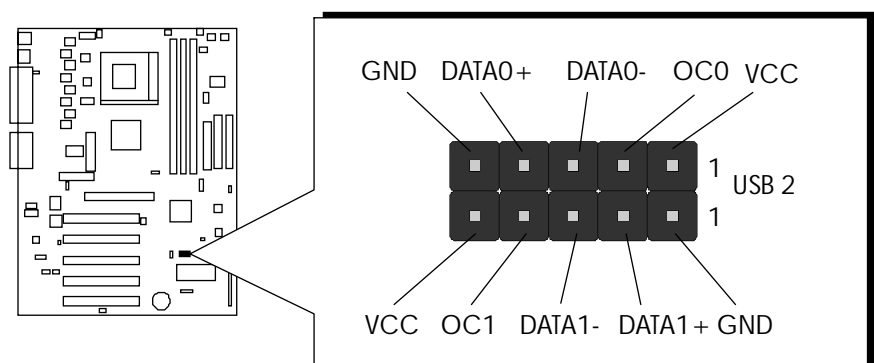 GND DATA0+ DATA0- OC0 VCC
1
USB 2
1
VCC OC1 DATA1- DATA1+ GND